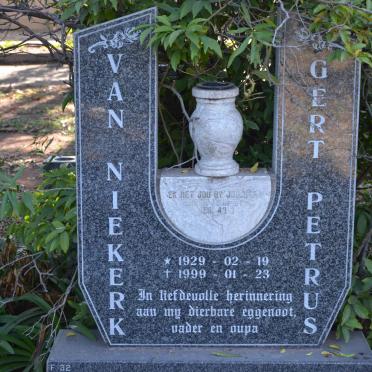 VAN NIEKERK
GERT PETRUS
EK HET JOU BY JOU
★ 1929 - 02 - 19
✝ 1999 - 01 - 23
In liefdevolle herinnering
aan my dierbare eggenoot,
vader en oupa
F 32